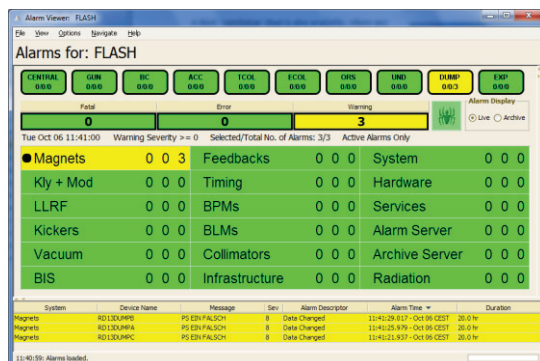 Alarm Viewer: FLASH
File View Options Navigate Help
Alarms for: FLASH
CENTRAL GUN BC ACC TCOL ECOL ORS UND DUMP EXP
0/0/0 0/0/0 0/0/0 0/0/0 0/0/0 0/0/0 0/0/0 0/0/0 0/0/3 0/0/0
Fatal Error Warning Alarm Display
0 0 3 Live Archive
Tue Oct 06 11:41:00 Warning Severity >= 0 Selected/Total No. of Alarms: 3/3 Active Alarms Only
Magnets 0 0 3 Feedbacks 0 0 0 System 0 0 0
Kly + Mod 0 0 0 Timing 0 0 0 Hardware 0 0 0
LLRF 0 0 0 BPMs 0 0 0 Services 0 0 0
Kickers 0 0 0 BLMs 0 0 0 Alarm Server 0 0 0
Vacuum 0 0 0 Collimators 0 0 0 Archive Server 0 0 0
BIS 0 0 0 Infrastructure 0 0 0 Radiation 0 0 0
System Device Name Message Sev Alarm Descriptor Alarm Time Duration
Magnets RD13DUMPB PS EIN FALSCH 8 Data Changed 11:41:29.017 - Oct 06 CEST 20.0 hr
Magnets RD13DUMPA PS EIN FALSCH 8 Data Changed 11:41:25.979 - Oct 06 CEST 20.0 hr
Magnets RD13DUMPC PS EIN FALSCH 8 Data Changed 11:41:21.937 - Oct 06 CEST 20.0 hr
11:40:59: Alarms loaded.